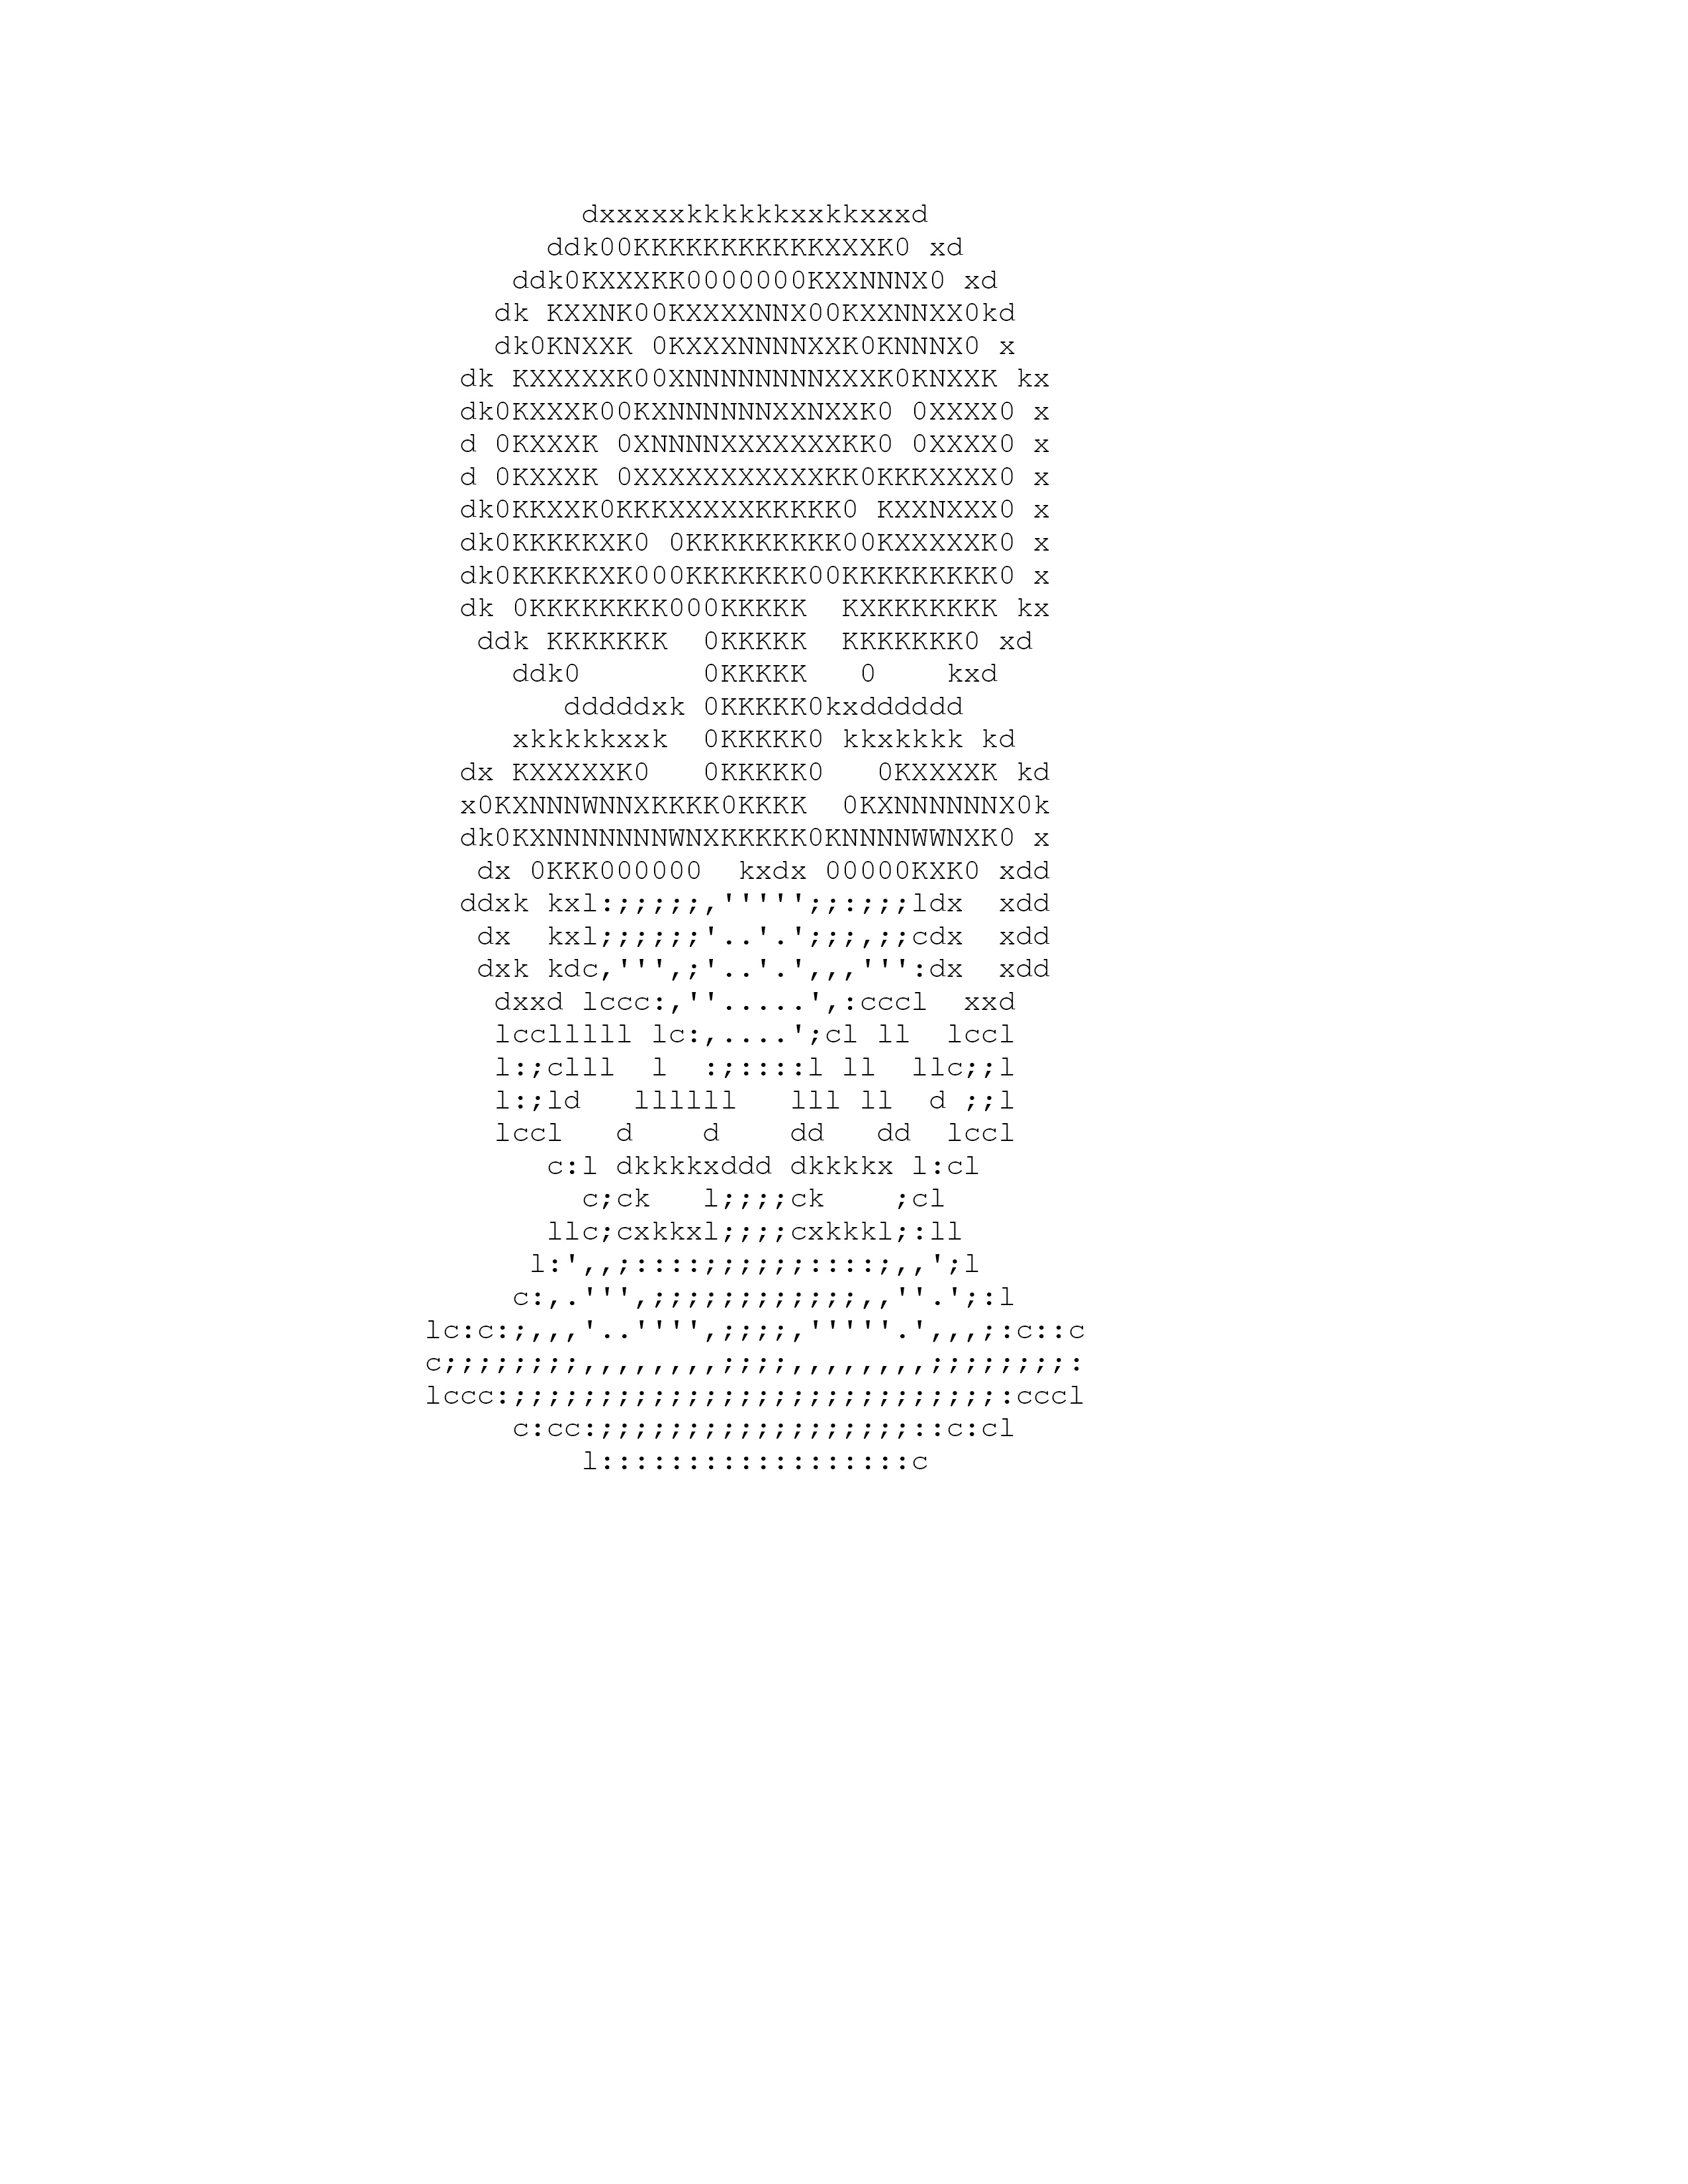 dxxxxxkkkkkkxxkkxxxd
ddk00KKKKKKKKKKKXXXK0 xd
ddk0KXXXKK0000000KXXNNNX0 xd
dk KXXNK00KXXXXNNX00KXXNNXX0kd
dk0KNXXK 0KXXXNNNNXXK0KNNNX0 x
dk KXXXXXK00XNNNNNNNNXXXK0KNXXK kx
dk0KXXXK00KXNNNNNNXXNXXK0 0XXXX0 x
d 0KXXXK 0XNNNNXXXXXXXKK0 0XXXX0 x
d 0KXXXK 0XXXXXXXXXXXKK0KKKXXXX0 x
dk0KKXXK0KKKXXXXXKKKKK0 KXXNXXX0 x
dk0KKKKKXK0 0KKKKKKKKK00KXXXXXK0 x
dk0KKKKKXK000KKKKKKK00KKKKKKKKK0 x
dk 0KKKKKKKK000KKKKK  KXKKKKKKK kx
ddk KKKKKKK  0KKKKK  KKKKKKK0 xd
ddk0       0KKKKK   0    kxd
dddddxk 0KKKKK0kxdddddd
xkkkkkxxk  0KKKKK0 kkxkkkk kd
dx KXXXXXK0   0KKKKK0   0KXXXXK kd
x0KXNNNWNNXKKKK0KKKK  0KXNNNNNNX0k
dk0KXNNNNNNNWNXKKKKK0KNNNNWWNXK0 x
dx 0KKK000000  kxdx 00000KXK0 xdd
ddxk kxl:;;;;;,''''';;:;;;ldx  xdd
dx  kxl;;;;;;'..'.';;;,;;cdx  xdd
dxk kdc,''',;'..'.',,,''':dx  xdd
dxxd lccc:,''.....',:cccl  xxd
lcclllll lc:,....';cl ll  lccl
l:;clll  l  :;::::l ll  llc;;l
l:;ld   llllll   lll ll  d ;;l
lccl   d    d    dd   dd  lccl
c:l dkkkkxddd dkkkkx l:cl
c;ck   l;;;;ck    ;cl
llc;cxkkxl;;;;cxkkkl;:ll
l:',,;::::;;;;;;::::;,,';l
c:,.''',;;;;;;;;;;;;,,''.';:l
lc:c:;,,,'..'''',;;;;,'''''.',,,;:c::c
c;;;;;;;;,,,,,,,,;;;;,,,,,,,,;;;;;;;;:
lccc:;;;;;;;;;;;;;;;;;;;;;;;;;;;;:cccl
c:cc:;;;;;;;;;;;;;;;;;;::c:cl
l::::::::::::::::::c